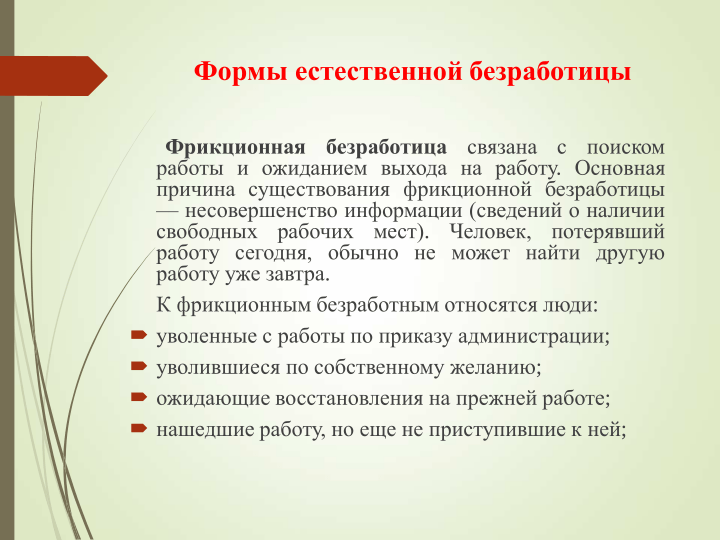 Формы естественной безработицы
Фрикционная безработица связана с поиском
работы и ожиданием выхода на работу. Основная
причина существования фрикционной безработицы
— несовершенство информации (сведений о наличии
свободных рабочих мест). Человек, потерявший
работу сегодня, обычно не может найти другую
работу уже завтра.
К фрикционным безработным относятся люди:
уволенные с работы по приказу администрации;
уволившиеся по собственному желанию;
ожидающие восстановления на прежней работе;
нашедшие работу, но еще не приступившие к ней;